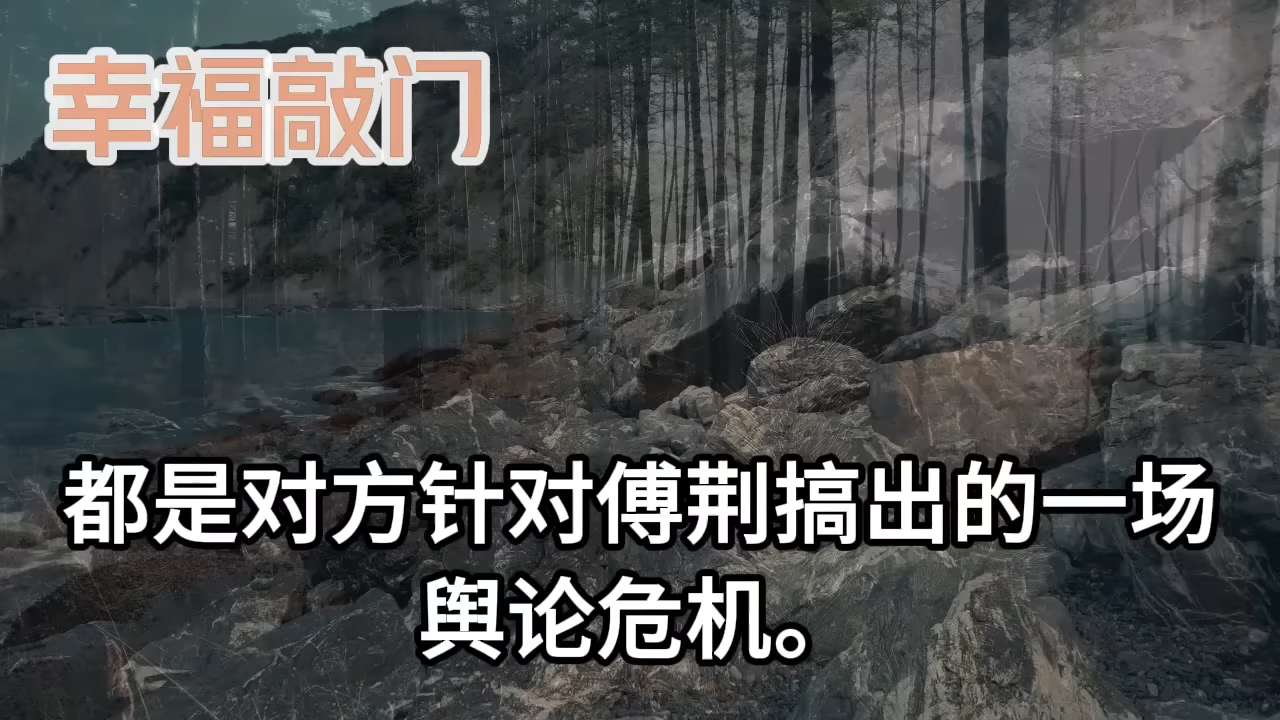 幸福敲门
都是对方针对傅荆搞出的一场
舆论危机。